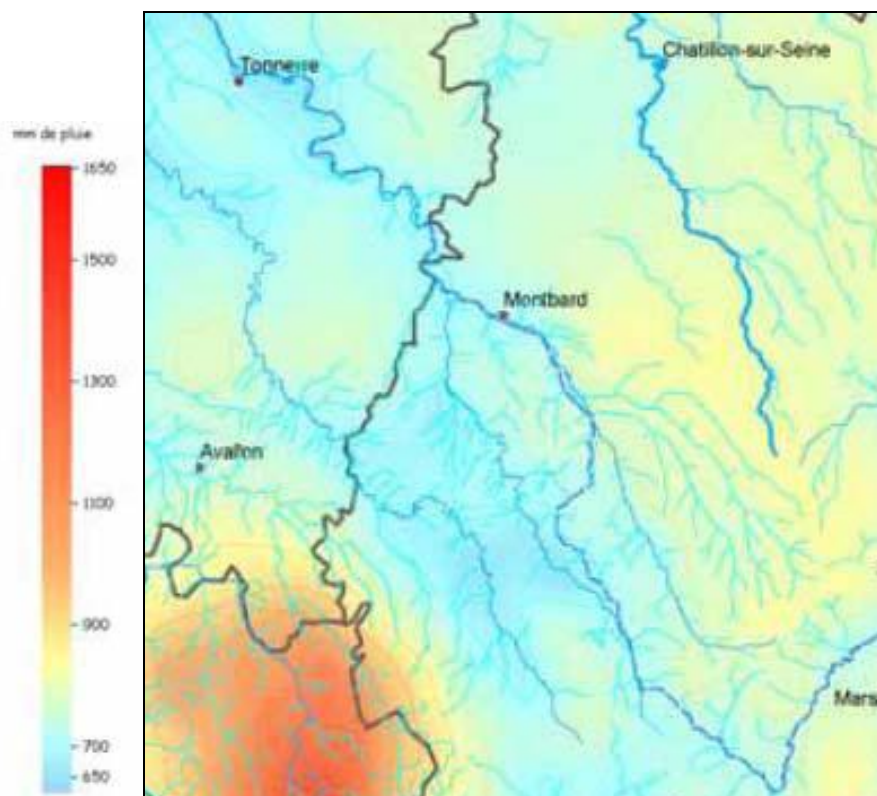 Tonnerre
Chatillon-sur-Seine
mm de pluie
1650
1500
Montbard
1300
Avallon
1100
900
Mars
700
650